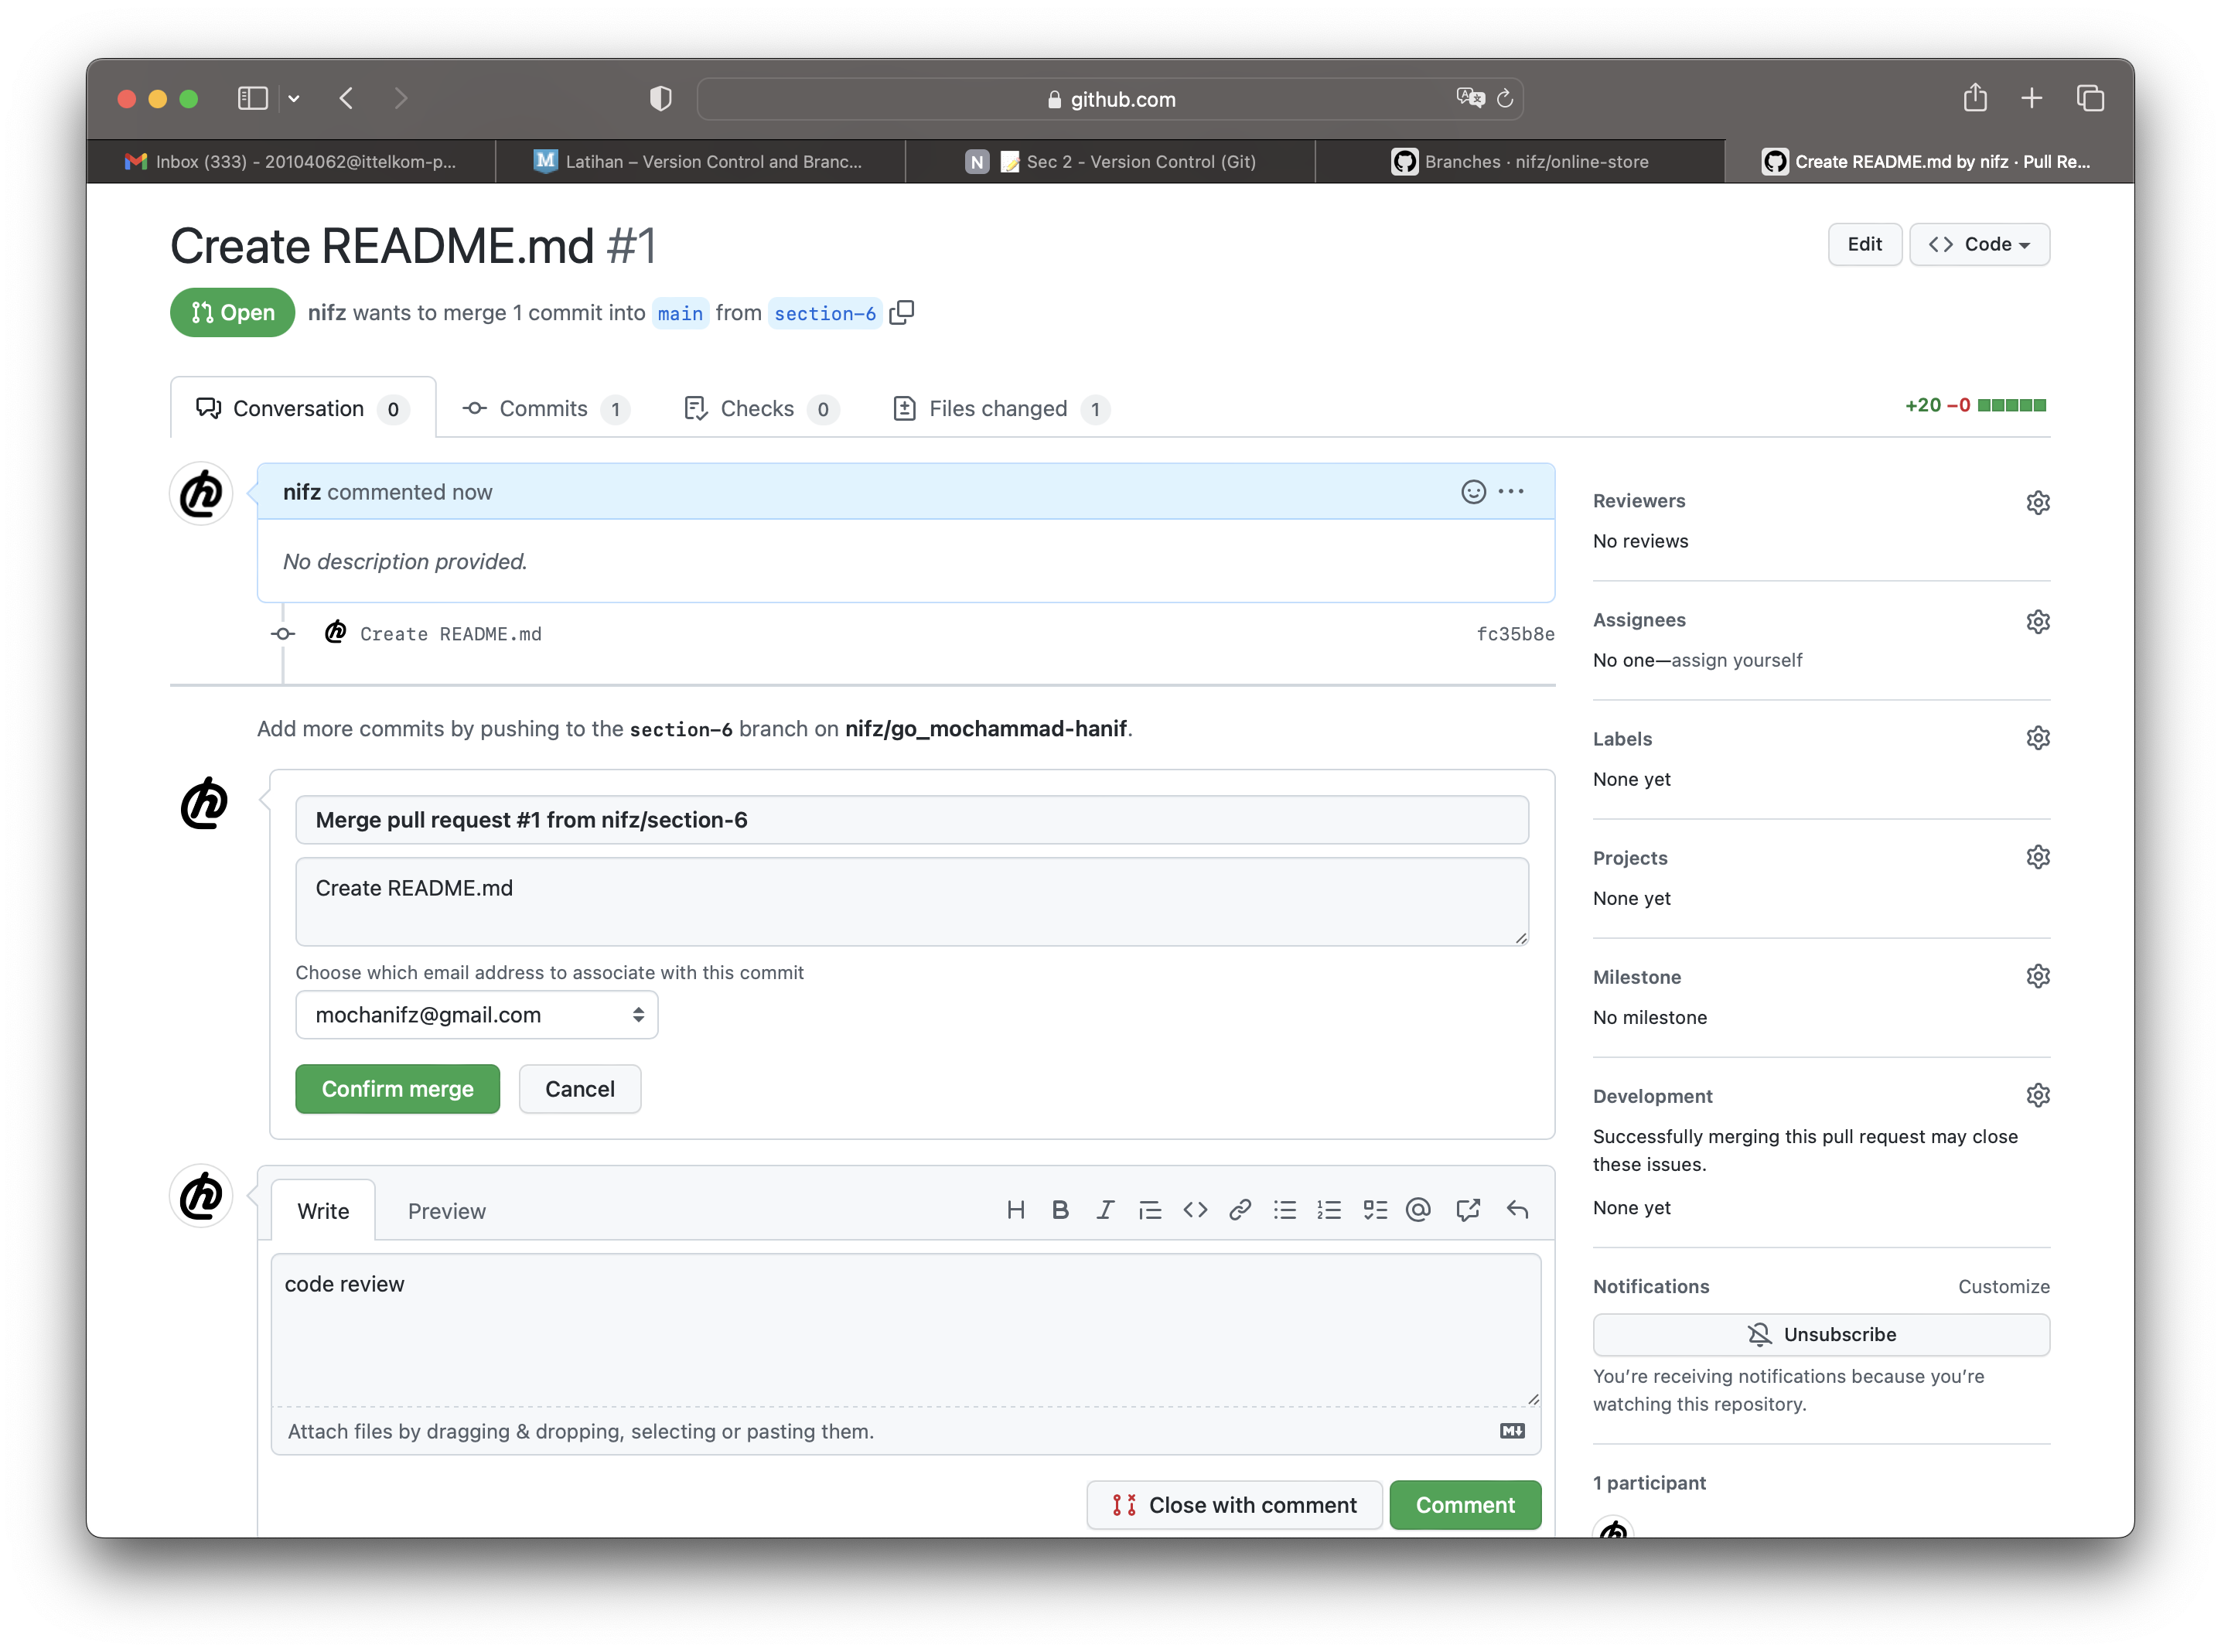 github.com
Inbox (333) - 20104062@ittelkom-p...
Latihan – Version Control and Branc...
Sec 2 - Version Control (Git)
Branches · nifz/online-store
Create README.md by nifz · Pull Re...
Create README.md #1
Edit
Code
Open
nifz wants to merge 1 commit into main from section-6
Conversation 0
Commits 1
Checks 0
Files changed 1
+20 −0
nifz commented now
No description provided.
Create README.md
fc35b8e
Add more commits by pushing to the section-6 branch on nifz/go_mochammad-hanif.
Merge pull request #1 from nifz/section-6
Create README.md
Choose which email address to associate with this commit
mochanifz@gmail.com
Confirm merge
Cancel
Write
Preview
code review
Attach files by dragging & dropping, selecting or pasting them.
Close with comment
Comment
Reviewers
No reviews
Assignees
No one—assign yourself
Labels
None yet
Projects
None yet
Milestone
No milestone
Development
Successfully merging this pull request may close
these issues.
None yet
Notifications
Customize
Unsubscribe
You’re receiving notifications because you’re
watching this repository.
1 participant